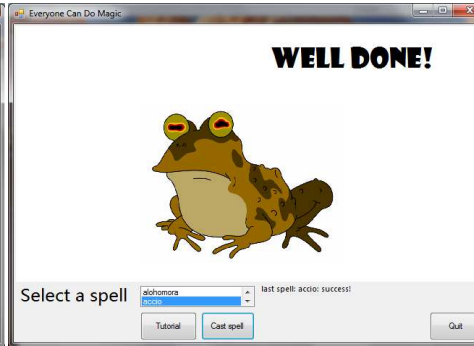 Everyone Can Do Magic
WELL DONE!
Select a spell
alohomora
accio
last spell: accio: success!
Tutorial
Cast spell
Quit